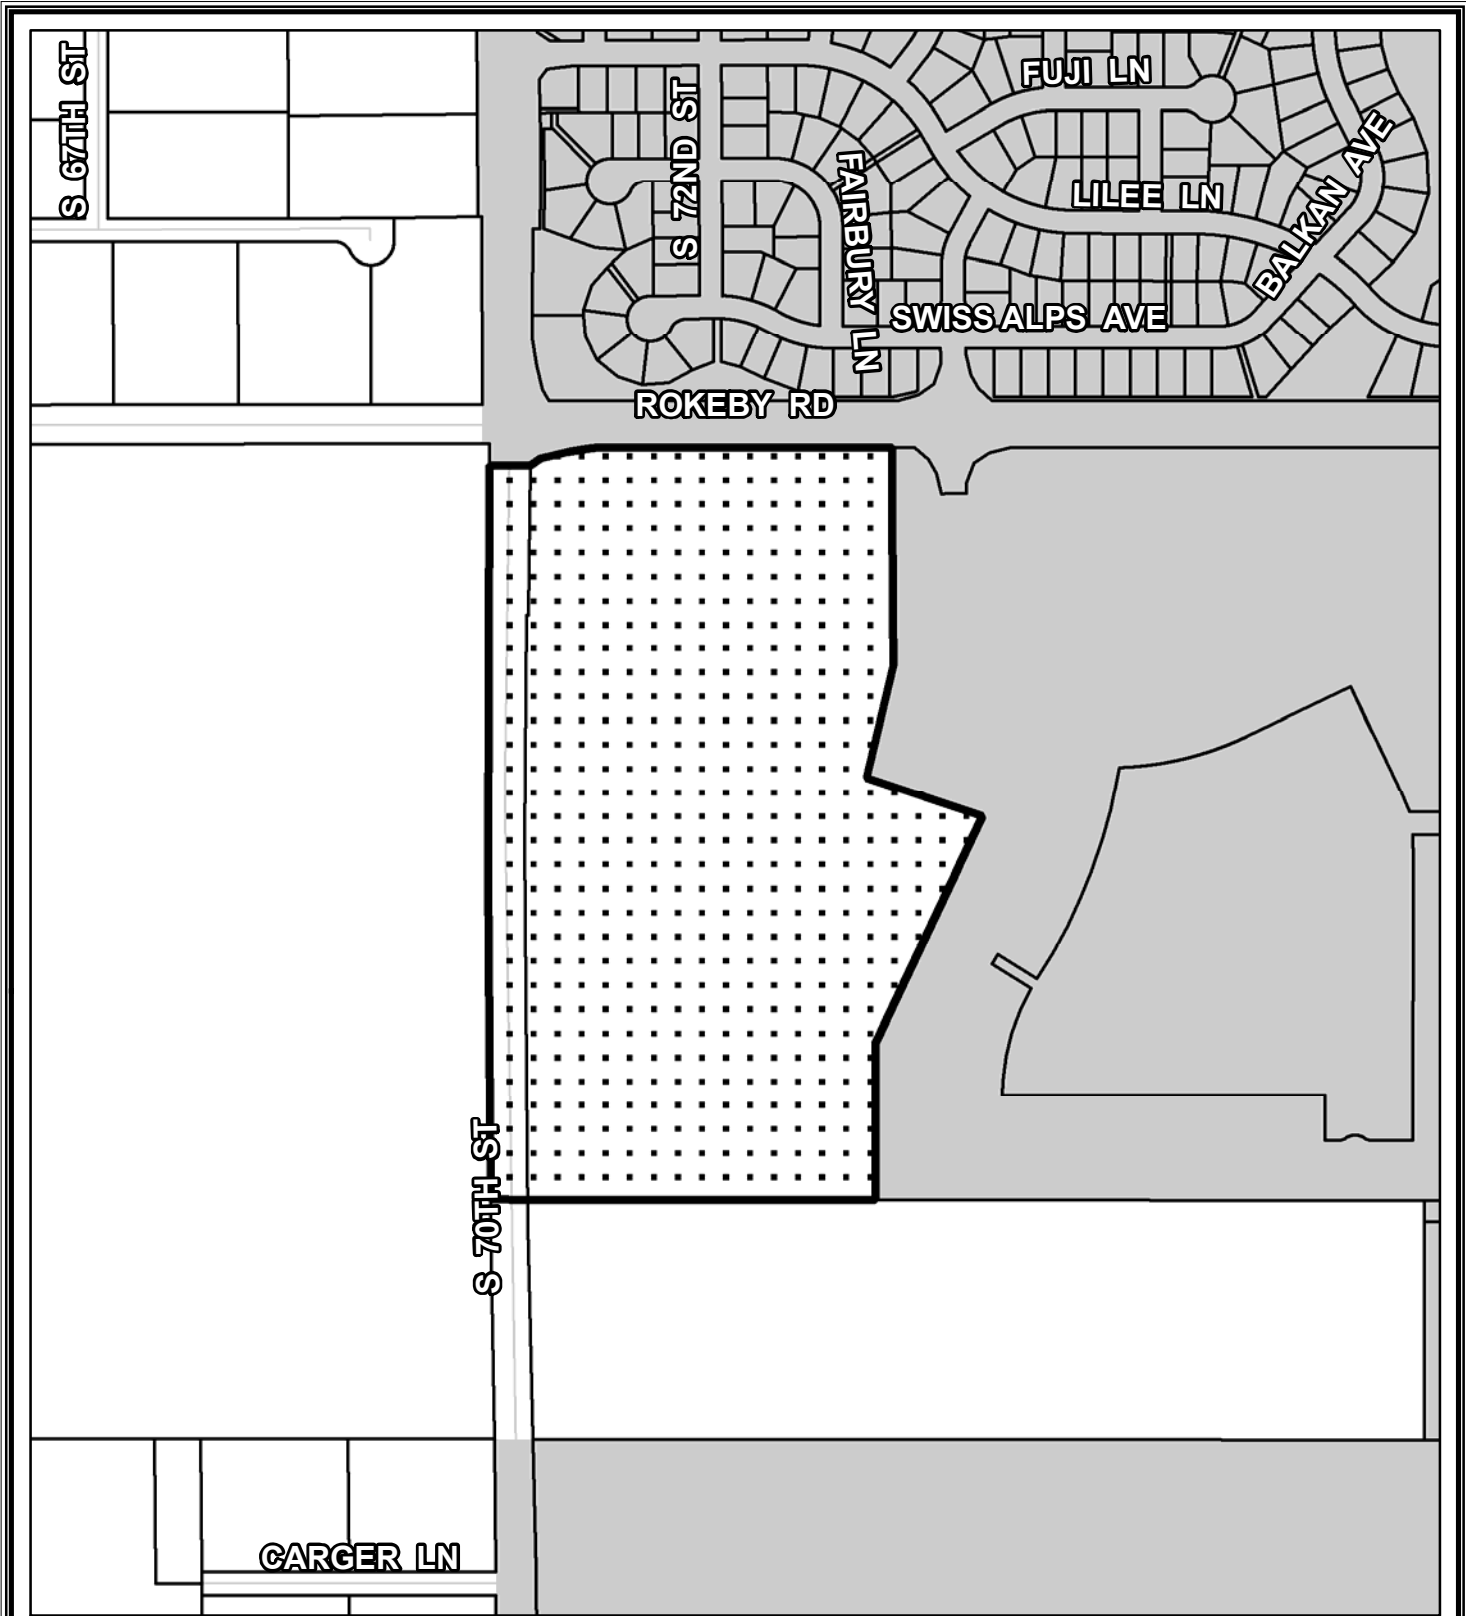 S 67TH ST
FUJI LN
S 72ND ST
BALKAN AVE
FAIRBURY LN
LILEE LN
SWISS ALPS AVE
ROKEBY RD
S 70TH ST
CARGER LN